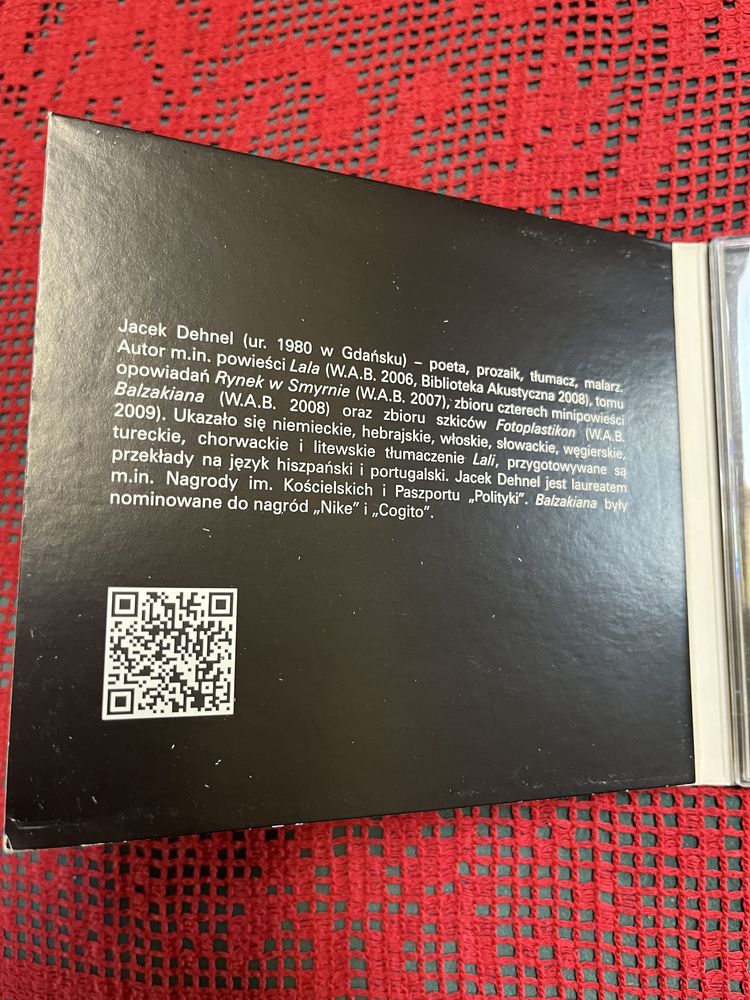 Jacek Dehnel (ur. 1980 w Gdańsku) – poeta, prozaik, tłumacz, malarz.
Autor m.in. powieści Lala (W.A.B. 2006, Biblioteka Akustyczna 2008), tomu
opowiadań Rynek w Smyrnie (W.A.B. 2007), zbioru czterech minipowieści
Balzakiana (W.A.B. 2008) oraz zbioru szkiców Fotoplastikon (W.A.B.
2009). Ukazało się niemieckie, hebrajskie, włoskie, słowackie, węgierskie,
tureckie, chorwackie i litewskie tłumaczenie Lali, przygotowywane są
przekłady na język hiszpański i portugalski. Jacek Dehnel jest laureatem
m.in. Nagrody im. Kościelskich i Paszportu „Polityki”. Balzakiana były
nominowane do nagród „Nike” i „Cogito”.